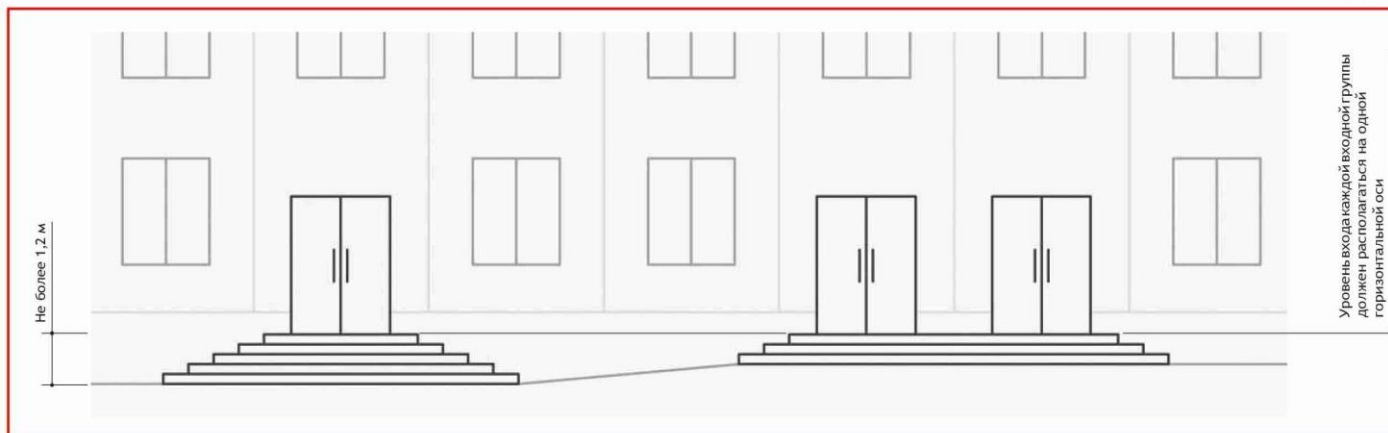 Не более 1,2 м
Уровень входа каждой входной группы
должен располагаться на одной
горизонтальной оси